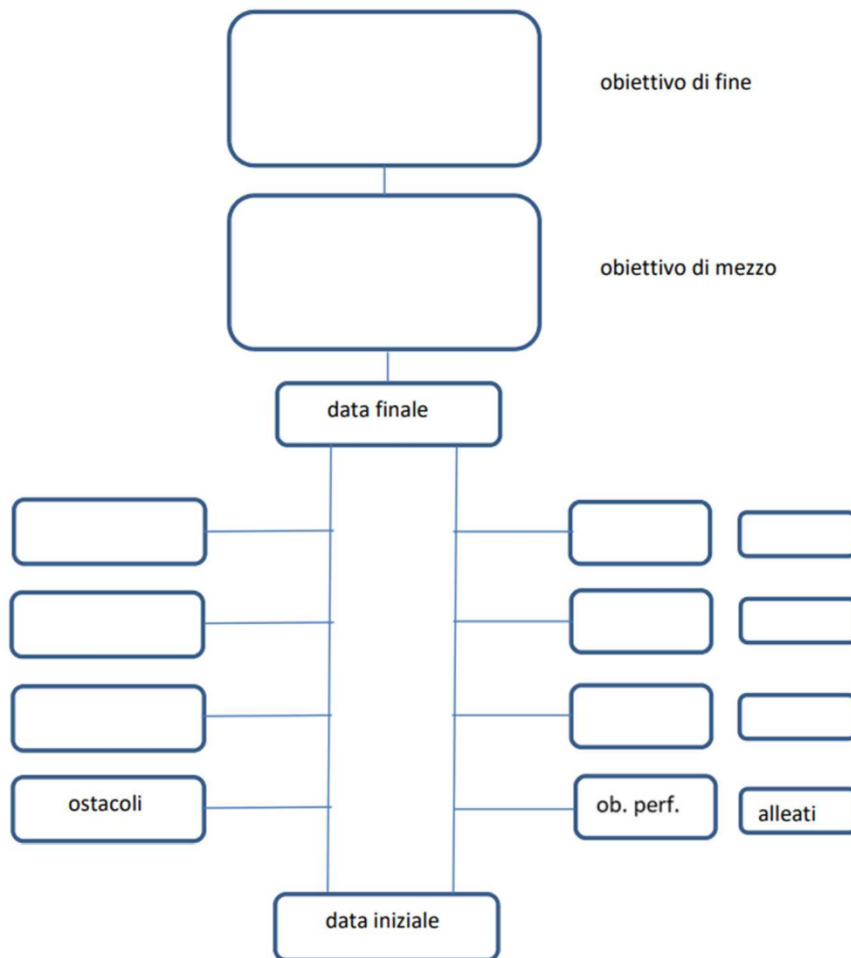 obiettivo di fine
obiettivo di mezzo
data finale
ostacoli
ob. perf.
alleati
data iniziale